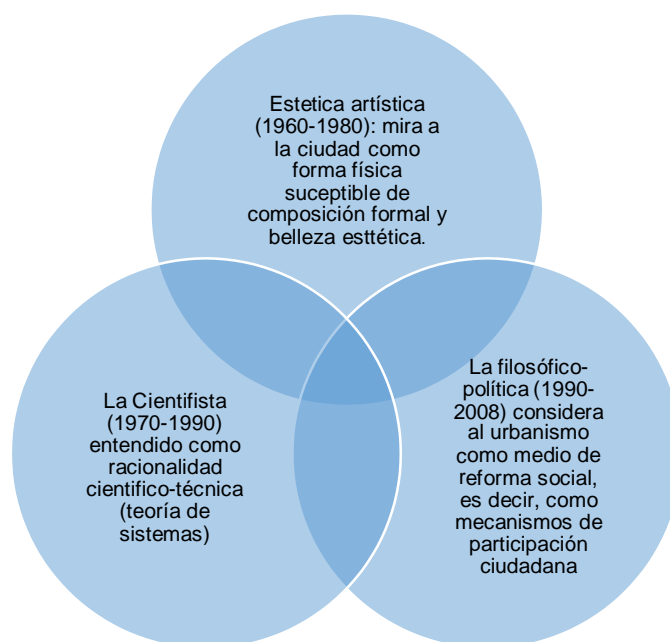 Estetica artística
(1960-1980): mira a
la ciudad como
forma física
suceptible de
composición formal y
belleza esttética.
La Cientifista
(1970-1990)
entendido como
racionalidad
cientifico-técnica
(teoría de
sistemas)
La filosófico-
política (1990-
2008) considera
al urbanismo
como medio de
reforma social,
es decir, como
mecanismos de
participación
ciudadana